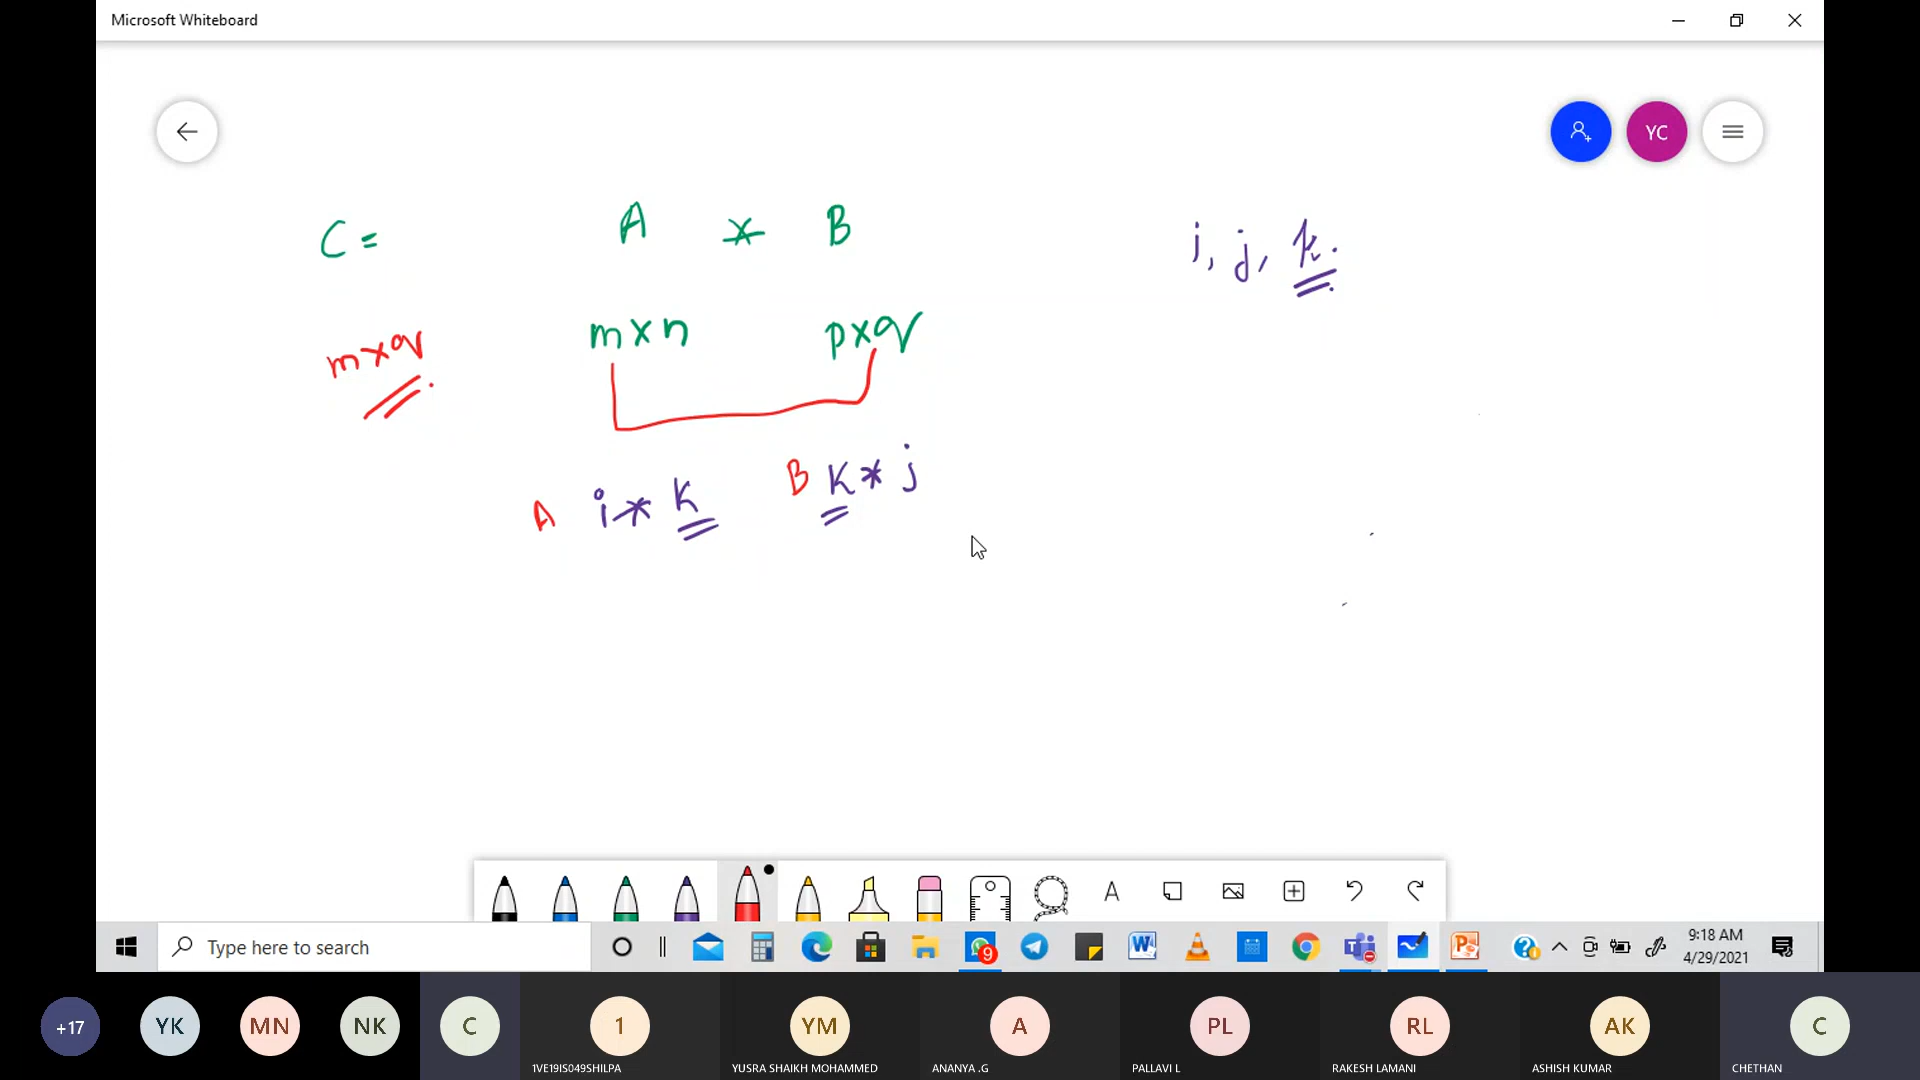 Microsoft Whiteboard
YC
C = A * B
i, j, k.
m x n p x q
m x q
A i * k B k * j
A
Type here to search
9
9:18 AM
4/29/2021
+17
YK
MN
NK
C
1
YM
A
PL
RL
AK
C
1VE19IS049SHILPA
YUSRA SHAIKH MOHAMMED
ANANYA .G
PALLAVI L
RAKESH LAMANI
ASHISH KUMAR
CHETHAN